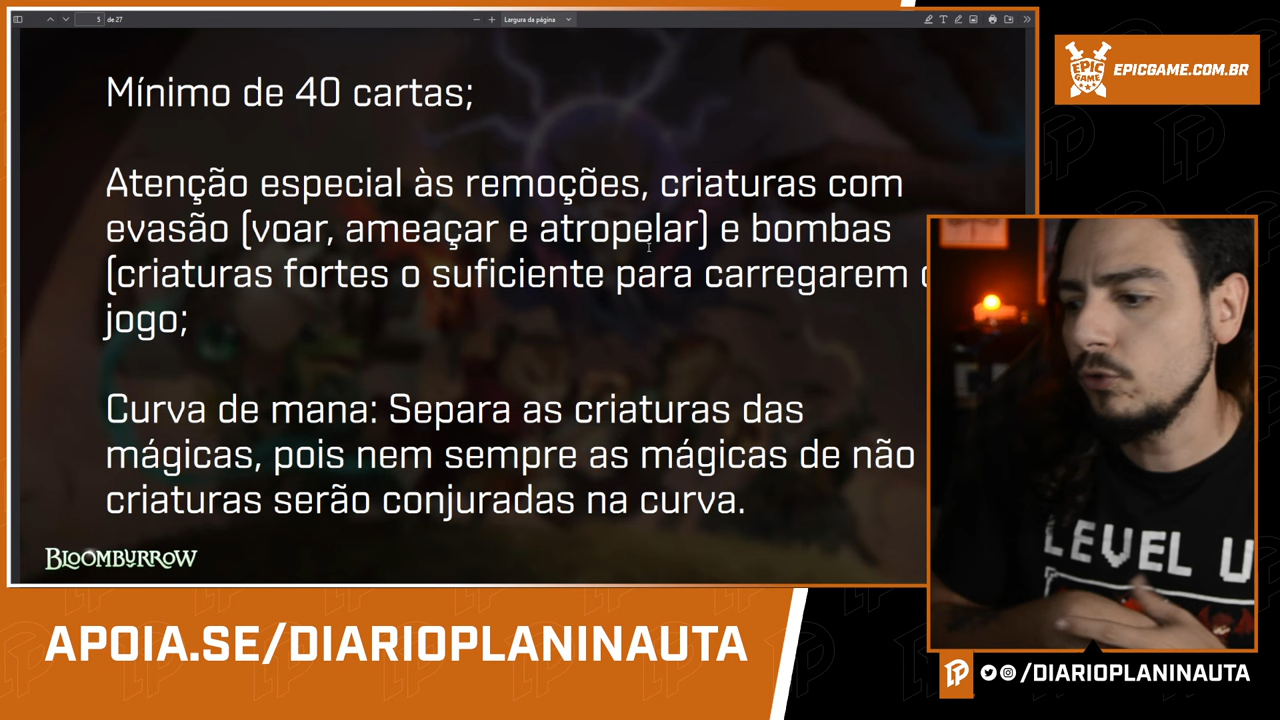 5 de 27
Largura da página
Mínimo de 40 cartas;
Atenção especial às remoções, criaturas com
evasão (voar, ameaçar e atropelar) e bombas
(criaturas fortes o suficiente para carregarem
jogo;
Curva de mana: Separa as criaturas das
mágicas, pois nem sempre as mágicas de não
criaturas serão conjuradas na curva.
BLOOMBURROW
EPIC GAME
EPICGAME.COM.BR
LEVEL U
APOIA.SE/DIARIOPLANINAUTA
/DIARIOPLANINAUTA